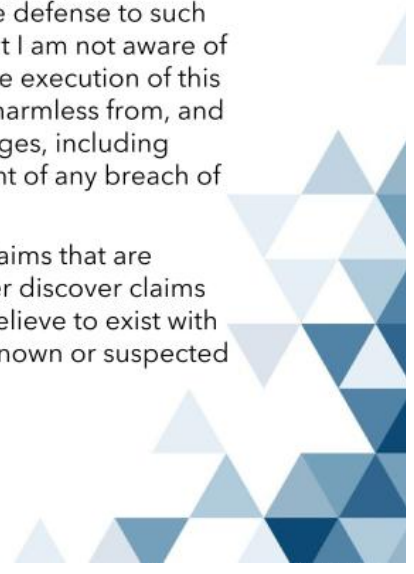 e defense to such
t I am not aware of
e execution of this
harmless from, and
ges, including
nt of any breach of
aims that are
er discover claims
elieve to exist with
nown or suspected